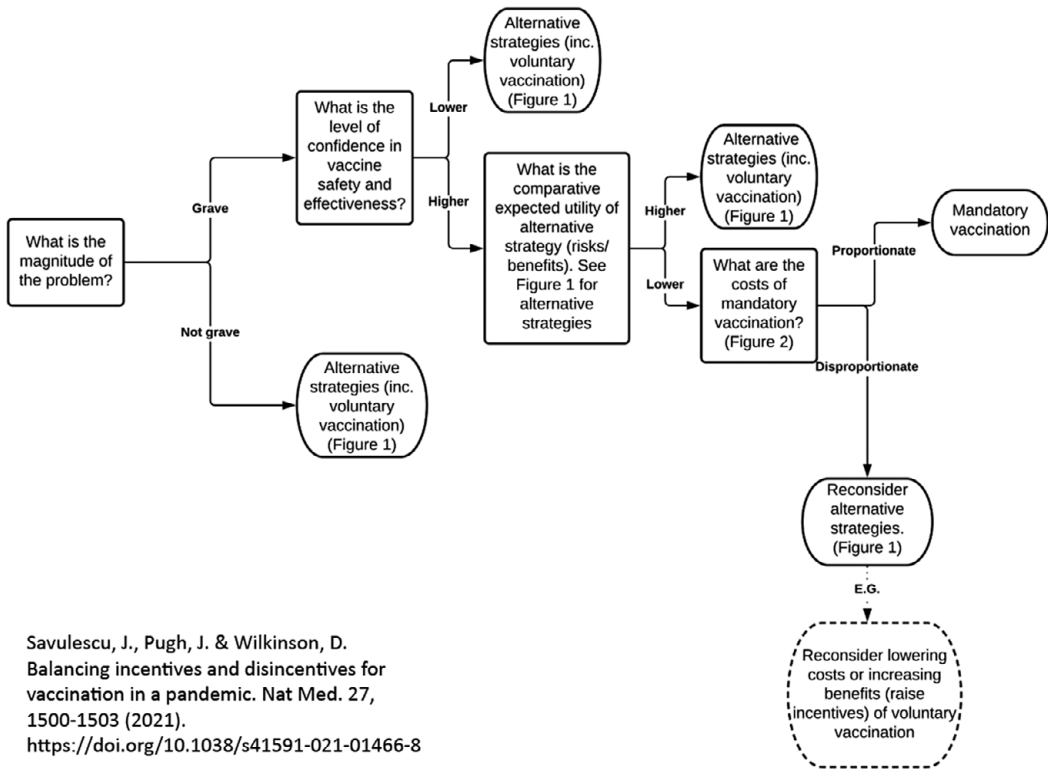 What is the
magnitude of
the problem?
Grave
Not grave
Alternative
strategies (inc.
voluntary
vaccination)
(Figure 1)
What is the
level of
confidence in
vaccine
safety and
effectiveness?
Lower
Higher
Alternative
strategies (inc.
voluntary
vaccination)
(Figure 1)
What is the
comparative
expected utility of
alternative
strategy (risks/
benefits). See
Figure 1 for
alternative
strategies
Higher
Lower
Alternative
strategies (inc.
voluntary
vaccination)
(Figure 1)
What are the
costs of
mandatory
vaccination?
(Figure 2)
Proportionate
Disproportionate
Mandatory
vaccination
Reconsider
alternative
strategies.
(Figure 1)
E.G.
Reconsider lowering
costs or increasing
benefits (raise
incentives) of voluntary
vaccination
Savulescu, J., Pugh, J. & Wilkinson, D.
Balancing incentives and disincentives for
vaccination in a pandemic. Nat Med. 27,
1500-1503 (2021).
https://doi.org/10.1038/s41591-021-01466-8